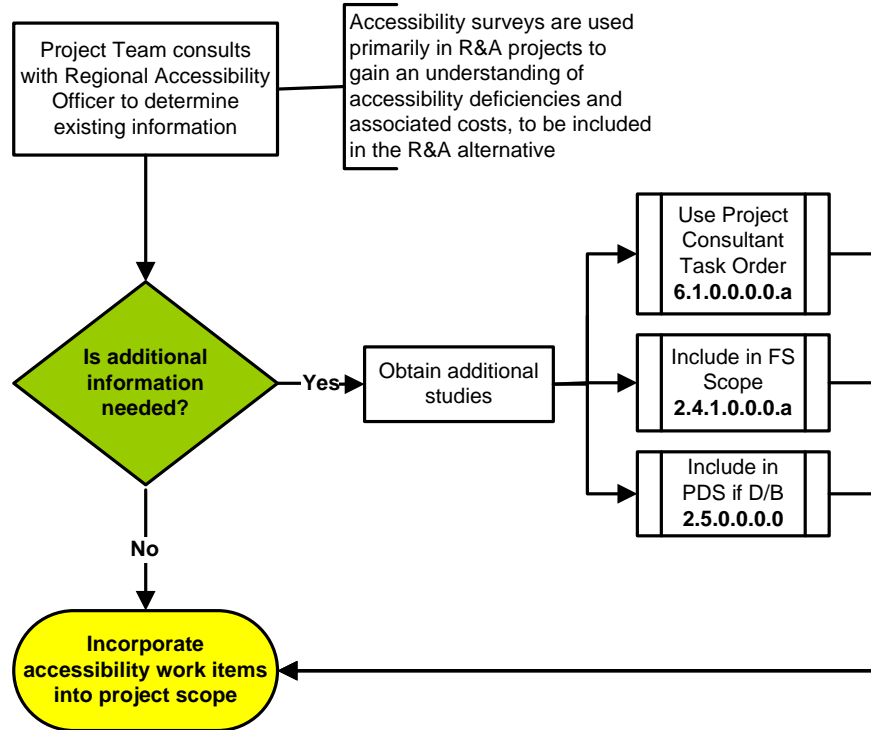 Project Team consults
with Regional Accessibility
Officer to determine
existing information
Accessibility surveys are used
primarily in R&A projects to
gain an understanding of
accessibility deficiencies and
associated costs, to be included
in the R&A alternative
Is additional
information
needed?
Yes
Obtain additional
studies
Use Project
Consultant
Task Order
6.1.0.0.0.0.a
Include in FS
Scope
2.4.1.0.0.0.a
Include in
PDS if D/B
2.5.0.0.0.0
No
Incorporate
accessibility work items
into project scope